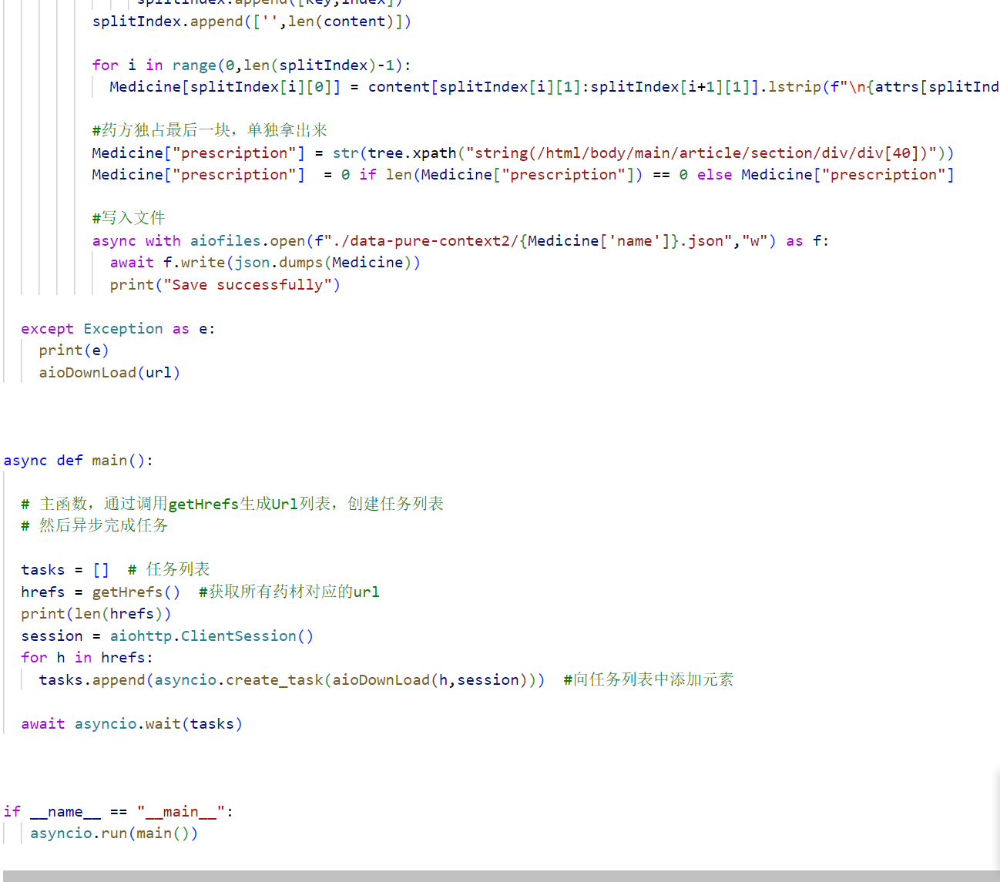 splitIndex.append([key,index])
splitIndex.append(['',len(content)])
for i in range(0,len(splitIndex)-1):
Medicine[splitIndex[i][0]] = content[splitIndex[i][1]:splitIndex[i+1][1]].lstrip(f"\n{attrs[splitInd
#药方独占最后一块，单独拿出来
Medicine["prescription"] = str(tree.xpath("string(/html/body/main/article/section/div/div[40])"))
Medicine["prescription"]  = 0 if len(Medicine["prescription"]) == 0 else Medicine["prescription"]
#写入文件
async with aiofiles.open(f"./data-pure-context2/{Medicine['name']}.json","w") as f:
await f.write(json.dumps(Medicine))
print("Save successfully")
except Exception as e:
print(e)
aioDownLoad(url)
async def main():
# 主函数，通过调用getHrefs生成Url列表，创建任务列表
# 然后异步完成任务
tasks = []  # 任务列表
hrefs = getHrefs()  #获取所有药材对应的url
print(len(hrefs))
session = aiohttp.ClientSession()
for h in hrefs:
tasks.append(asyncio.create_task(aioDownLoad(h,session)))  #向任务列表中添加元素
await asyncio.wait(tasks)
if __name__ == "__main__":
asyncio.run(main())